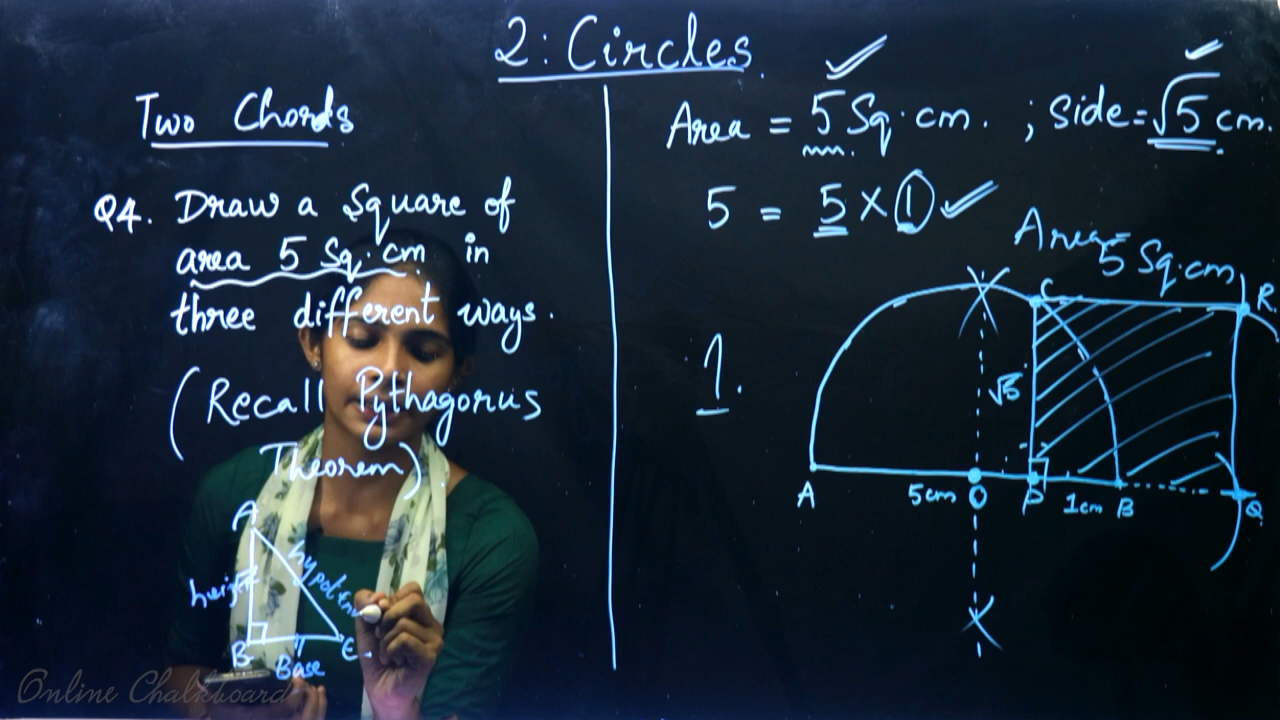 2: Circles.
Two Chords
Q4. Draw a Square of
area 5 Sq.cm in
three different ways.
(Recall Pythagorus
Theorem)
A
height
hypoten
B
Base
C
Area = 5 Sq.cm. ; Side = √5 cm.
5 = 5 × 1
Area=
5 Sq.cm
1.
C
R
√5
A
5cm
O
P
1cm
B
Q
Online Chalkboard